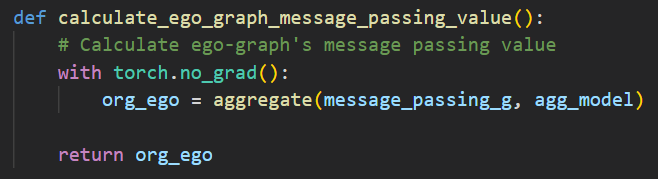 def calculate_ego_graph_message_passing_value():
    # Calculate ego-graph's message passing value
    with torch.no_grad():
        org_ego = aggregate(message_passing_g, agg_model)

    return org_ego